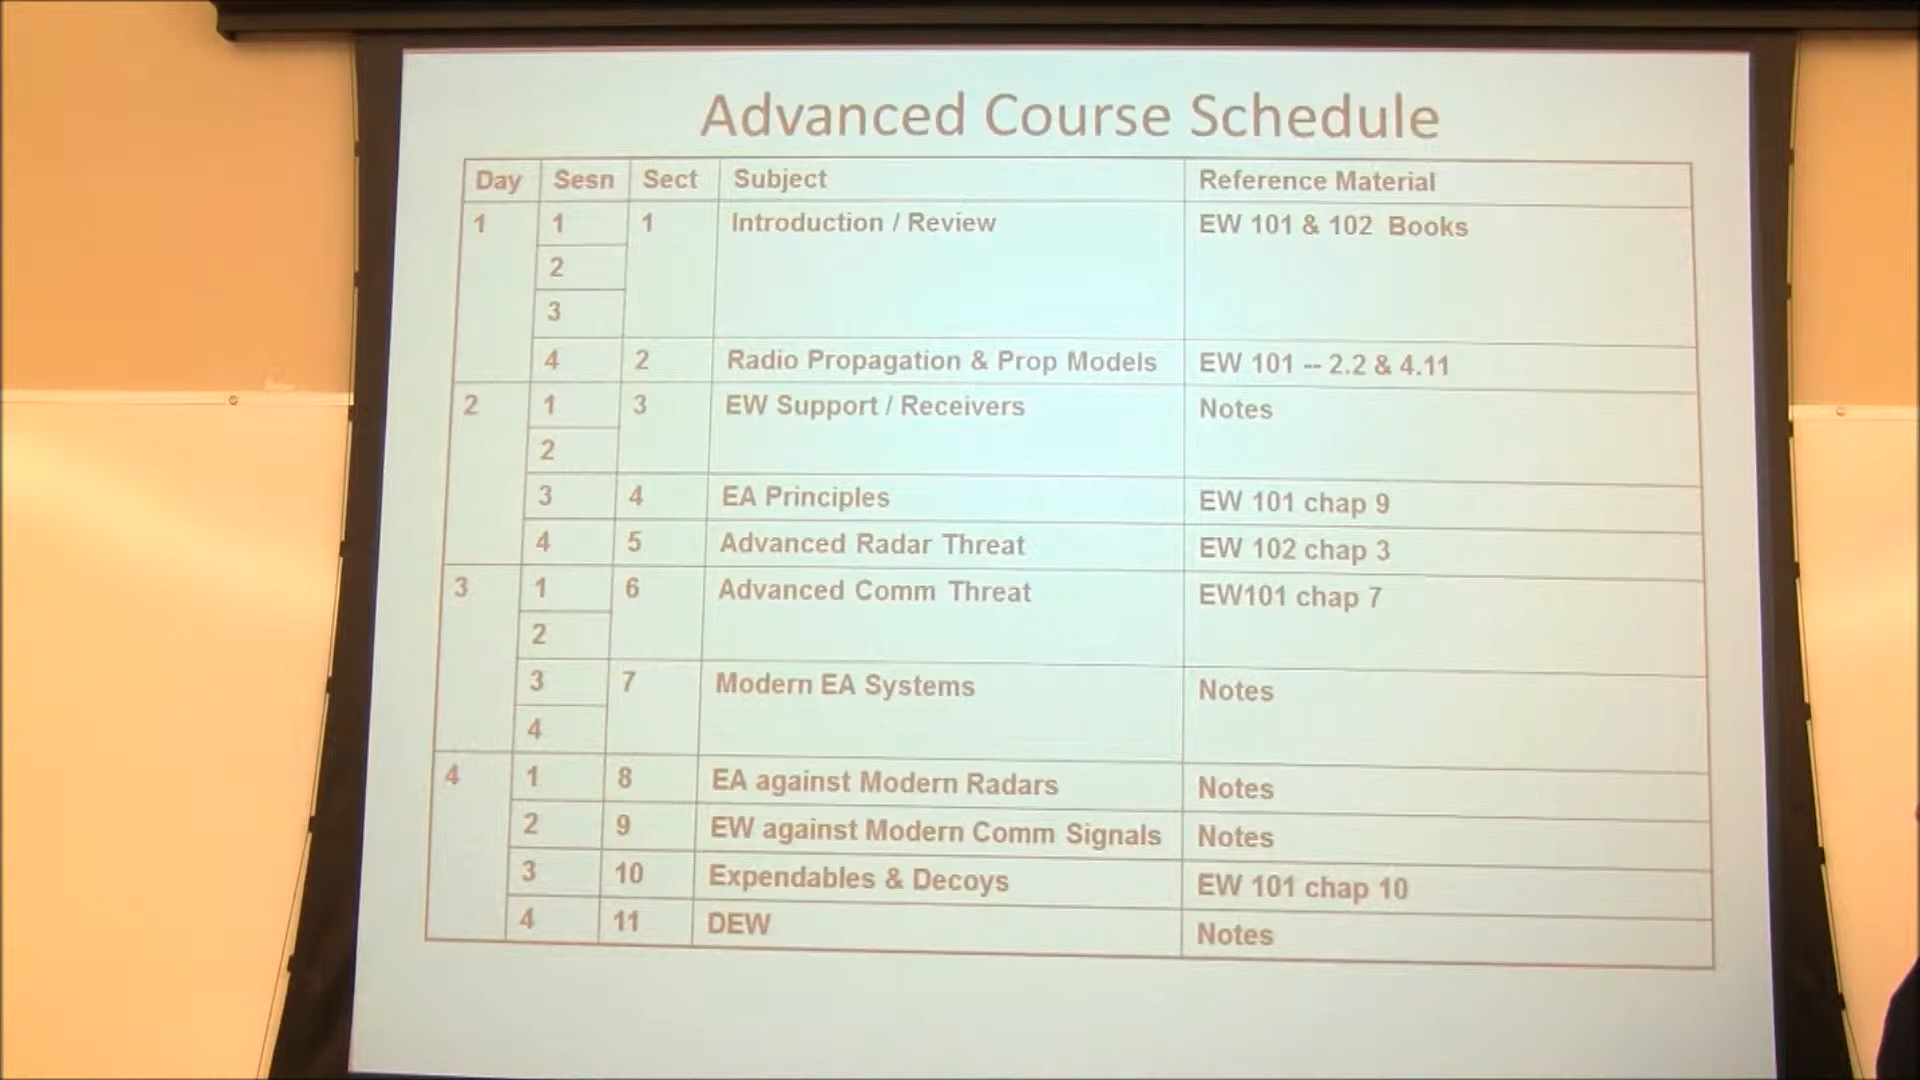 Advanced Course Schedule
Day Sesn Sect Subject Reference Material
1 1 1 Introduction / Review EW 101 & 102 Books
2
3
4 2 Radio Propagation & Prop Models EW 101 -- 2.2 & 4.11
2 1 3 EW Support / Receivers Notes
2
3 4 EA Principles EW 101 chap 9
4 5 Advanced Radar Threat EW 102 chap 3
3 1 6 Advanced Comm Threat EW101 chap 7
2
3 7 Modern EA Systems Notes
4
4 1 8 EA against Modern Radars Notes
2 9 EW against Modern Comm Signals Notes
3 10 Expendables & Decoys EW 101 chap 10
4 11 DEW Notes